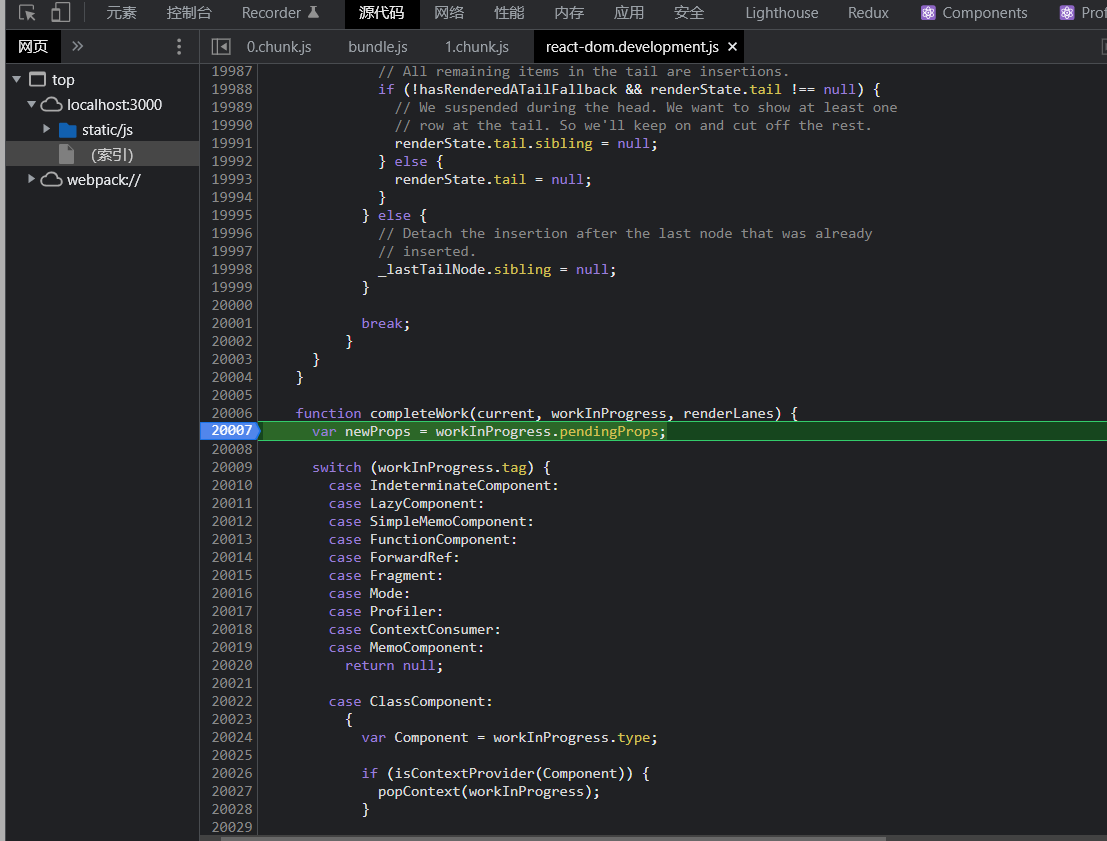 元素 控制台 Recorder 源代码 网络 性能 内存 应用 安全 Lighthouse Redux Components Prof
网页 » 0.chunk.js bundle.js 1.chunk.js react-dom.development.js ×
top
localhost:3000
static/js
(索引)
webpack://
19987 // All remaining items in the tail are insertions.
19988 if (!hasRenderedATailFallback && renderState.tail !== null) {
19989 // We suspended during the head. We want to show at least one
19990 // row at the tail. So we'll keep on and cut off the rest.
19991 renderState.tail.sibling = null;
19992 } else {
19993 renderState.tail = null;
19994 }
19995 } else {
19996 // Detach the insertion after the last node that was already
19997 // inserted.
19998 _lastTailNode.sibling = null;
19999 }
20000
20001 break;
20002 }
20003 }
20004 }
20005
20006 function completeWork(current, workInProgress, renderLanes) {
20007 var newProps = workInProgress.pendingProps;
20008
20009 switch (workInProgress.tag) {
20010 case IndeterminateComponent:
20011 case LazyComponent:
20012 case SimpleMemoComponent:
20013 case FunctionComponent:
20014 case ForwardRef:
20015 case Fragment:
20016 case Mode:
20017 case Profiler:
20018 case ContextConsumer:
20019 case MemoComponent:
20020 return null;
20021
20022 case ClassComponent:
20023 {
20024 var Component = workInProgress.type;
20025
20026 if (isContextProvider(Component)) {
20027 popContext(workInProgress);
20028 }
20029